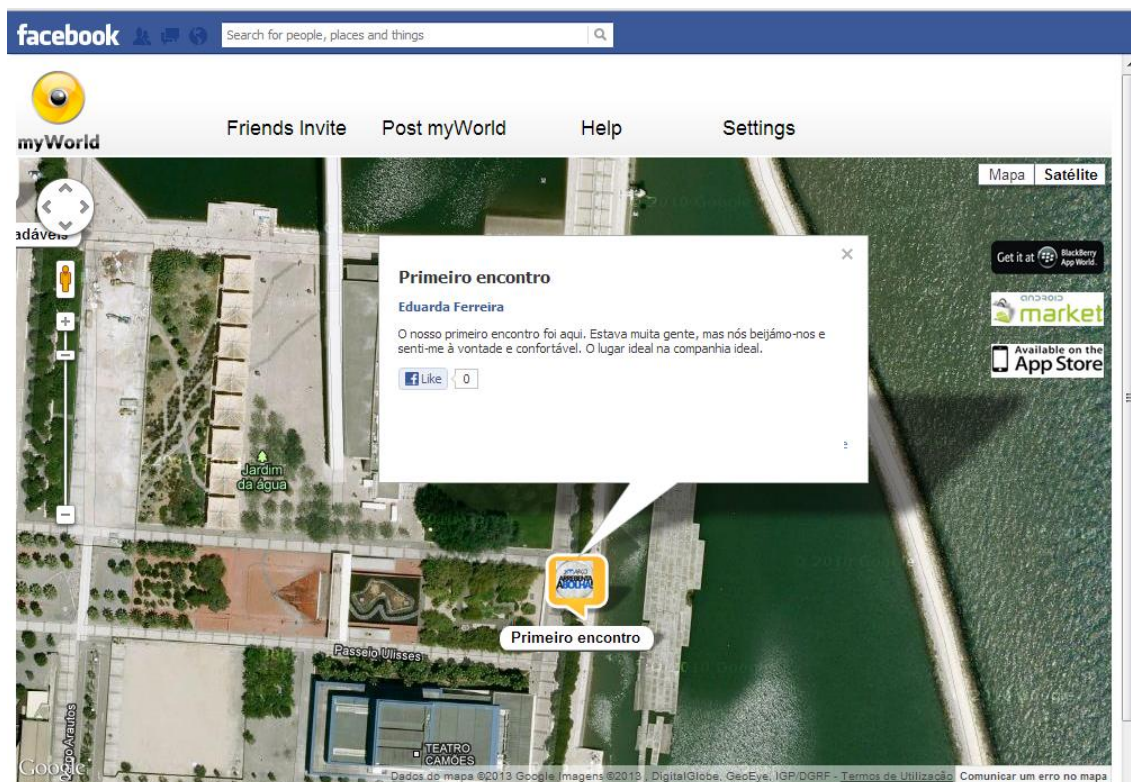 facebook
Search for people, places and things
myWorld
Friends Invite Post myWorld Help Settings
Mapa Satélite
adáveis
Get it at BlackBerry App World.
android market
Available on the App Store
Primeiro encontro
Eduarda Ferreira
O nosso primeiro encontro foi aqui. Estava muita gente, mas nós beijámo-nos e
senti-me à vontade e confortável. O lugar ideal na companhia ideal.
Like 0
Jardim
da água
APRESENTA
ABOLHA!
Primeiro encontro
Passeio Ulisses
TEATRO
CAMÕES
Arautos
Google
Dados do mapa ©2013 Google Imagens ©2013 , DigitalGlobe, GeoEye, IGP/DGRF - Termos de Utilização Comunicar um erro no mapa